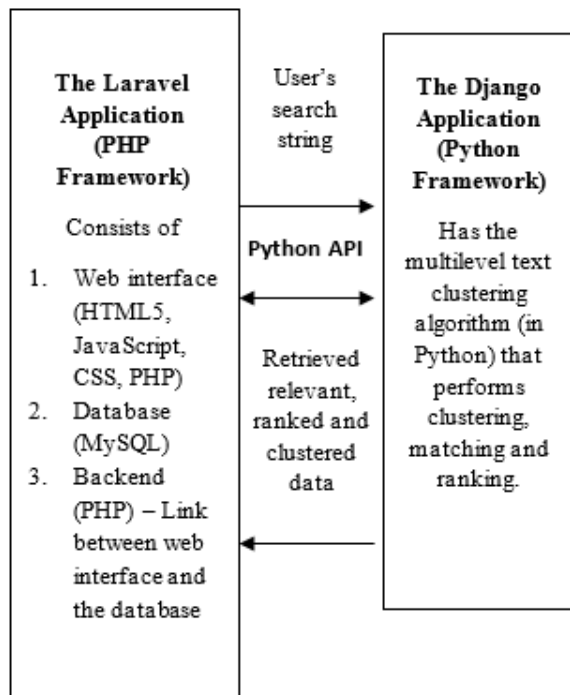 The Laravel
Application
(PHP
Framework)
Consists of
1. Web interface
(HTML5,
JavaScript,
CSS, PHP)
2. Database
(MySQL)
3. Backend
(PHP) – Link
between web
interface and
the database
User's
search
string
Python API
Retrieved
relevant,
ranked and
clustered
data
The Django
Application
(Python
Framework)
Has the
multilevel text
clustering
algorithm (in
Python) that
performs
clustering,
matching and
ranking.